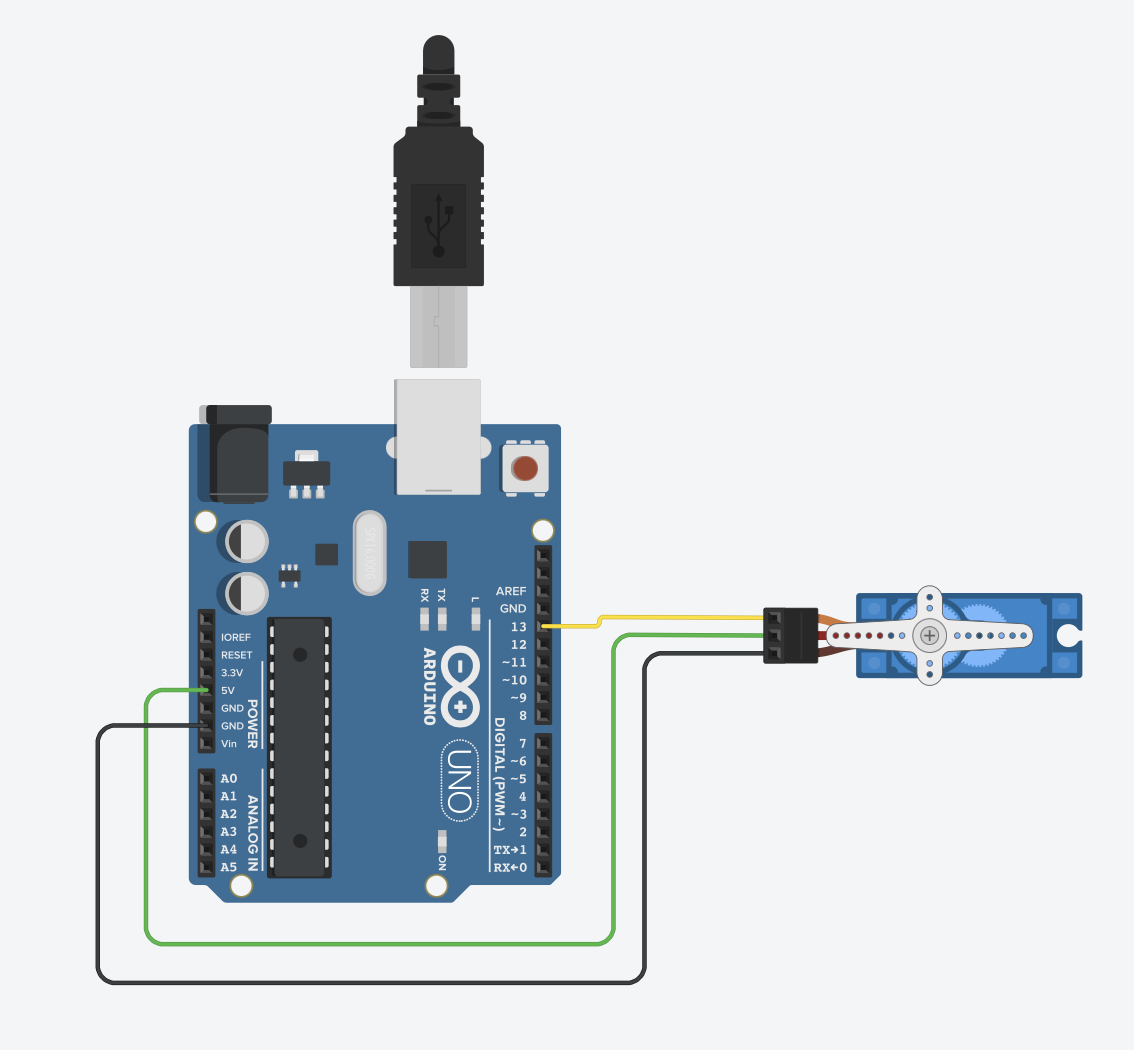 IOREF
RESET
3.3V
5V
GND
GND
Vin
POWER
A0
A1
A2
A3
A4
A5
ANALOG IN
RX
TX
L
ARDUINO
UNO
ON
AREF
GND
13
12
~11
~10
~9
8
7
~6
~5
4
~3
2
TX→1
RX←0
DIGITAL (PWM~)